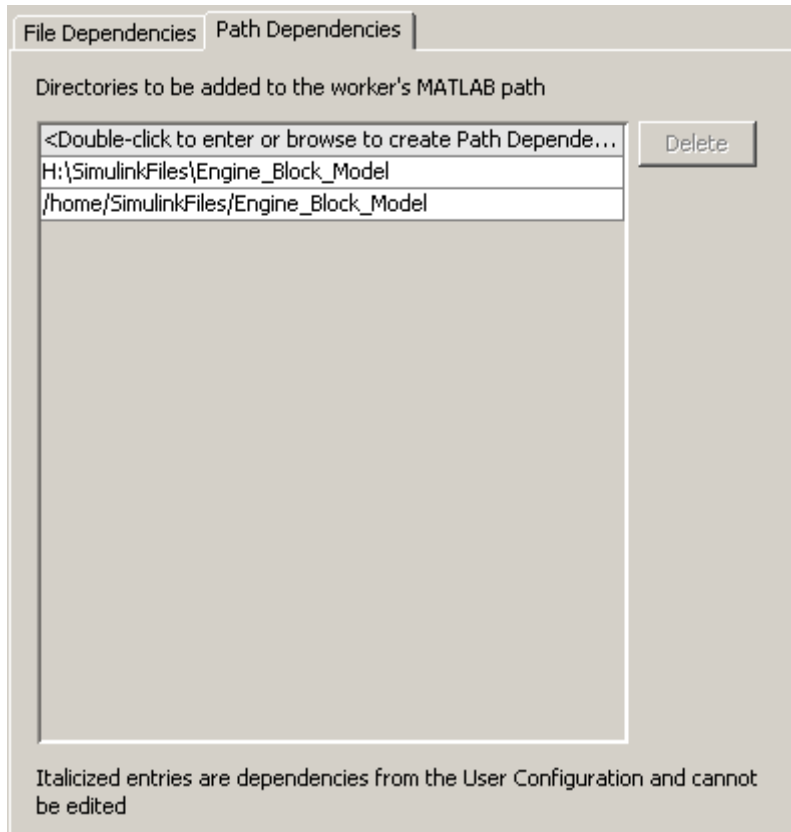 File Dependencies
Path Dependencies
Directories to be added to the worker's MATLAB path
<Double-click to enter or browse to create Path Depende...
Delete
H:\SimulinkFiles\Engine_Block_Model
/home/SimulinkFiles/Engine_Block_Model
Italicized entries are dependencies from the User Configuration and cannot
be edited